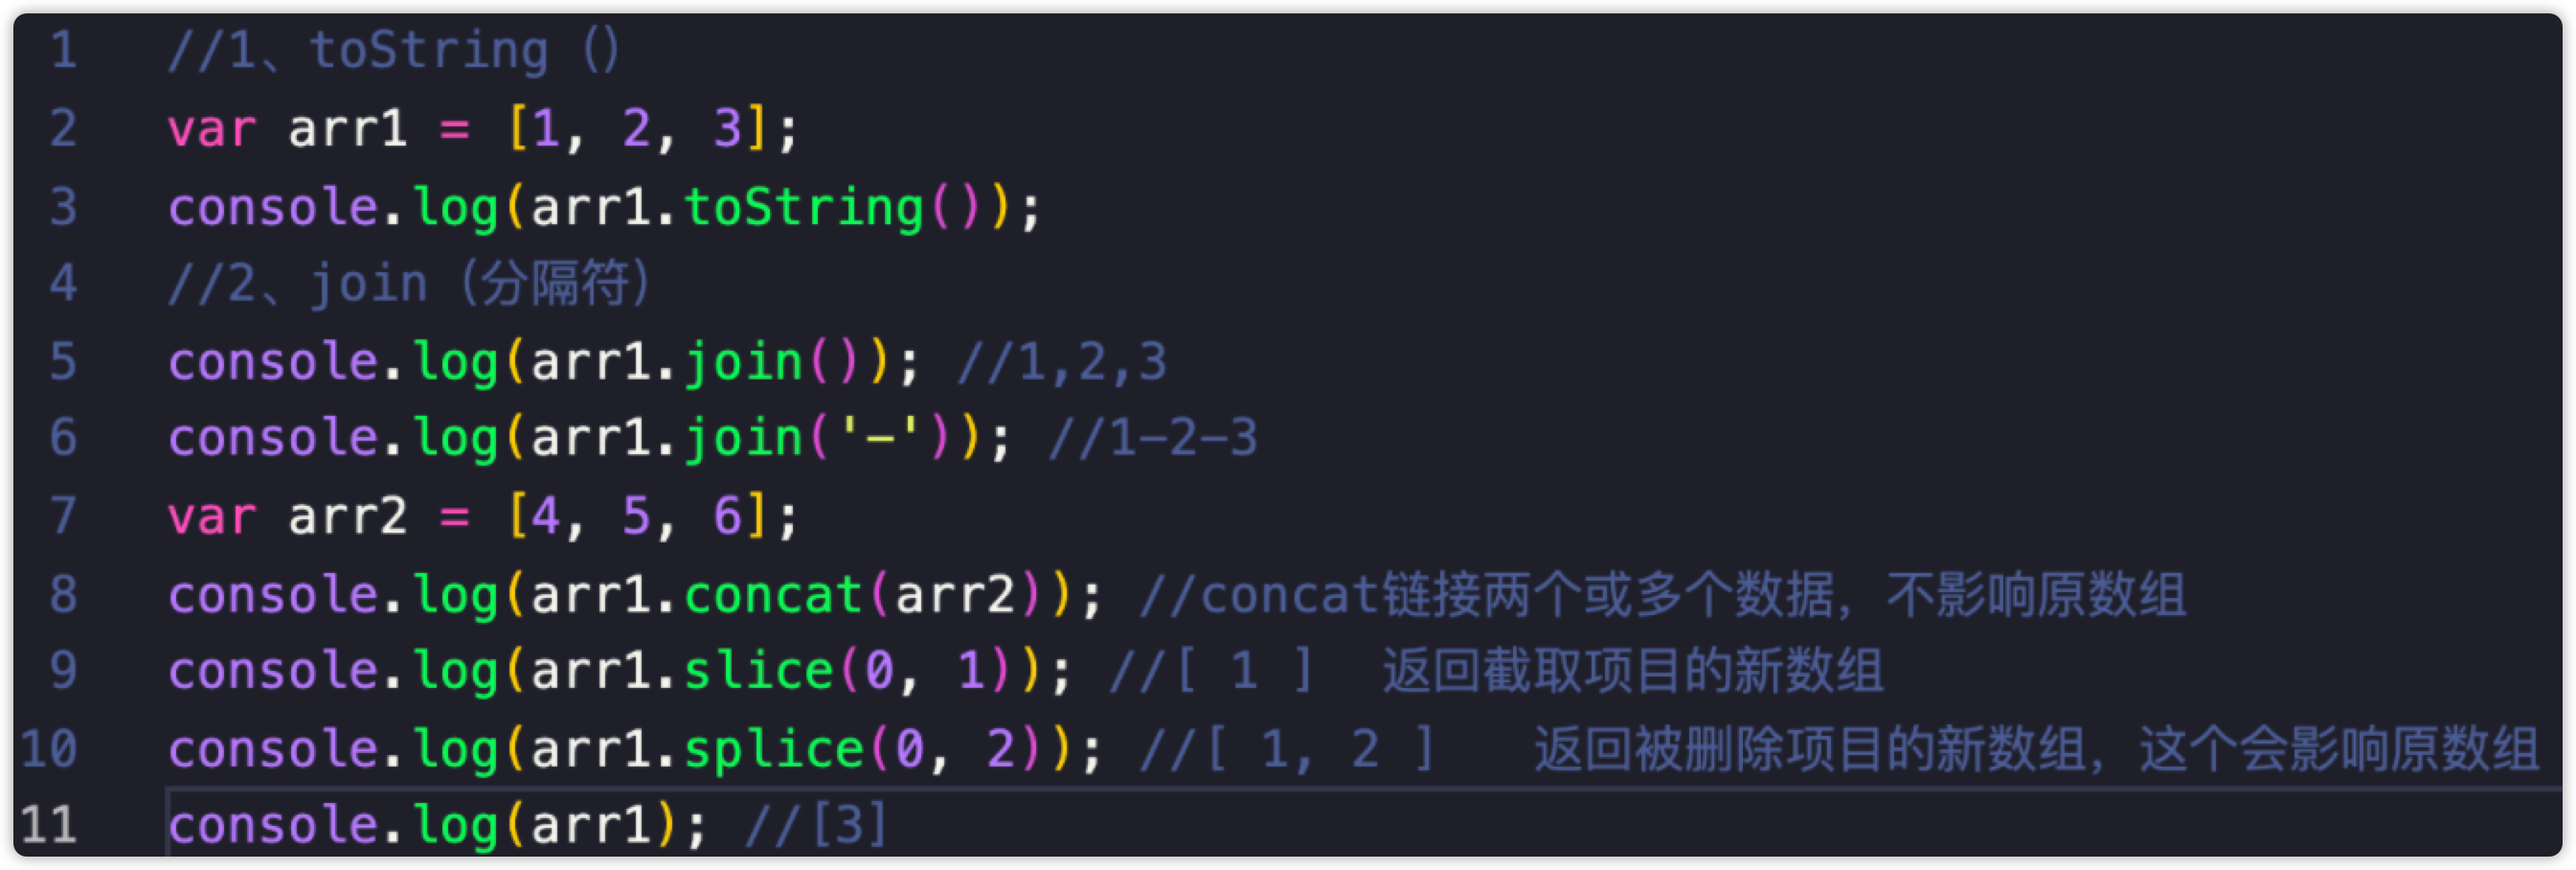 1 //1、toString（）
2 var arr1 = [1, 2, 3];
3 console.log(arr1.toString());
4 //2、join（分隔符）
5 console.log(arr1.join()); //1,2,3
6 console.log(arr1.join('-')); //1-2-3
7 var arr2 = [4, 5, 6];
8 console.log(arr1.concat(arr2)); //concat链接两个或多个数据，不影响原数组
9 console.log(arr1.slice(0, 1)); //[ 1 ]  返回截取项目的新数组
10 console.log(arr1.splice(0, 2)); //[ 1, 2 ]   返回被删除项目的新数组，这个会影响原数组
11 console.log(arr1); //[3]